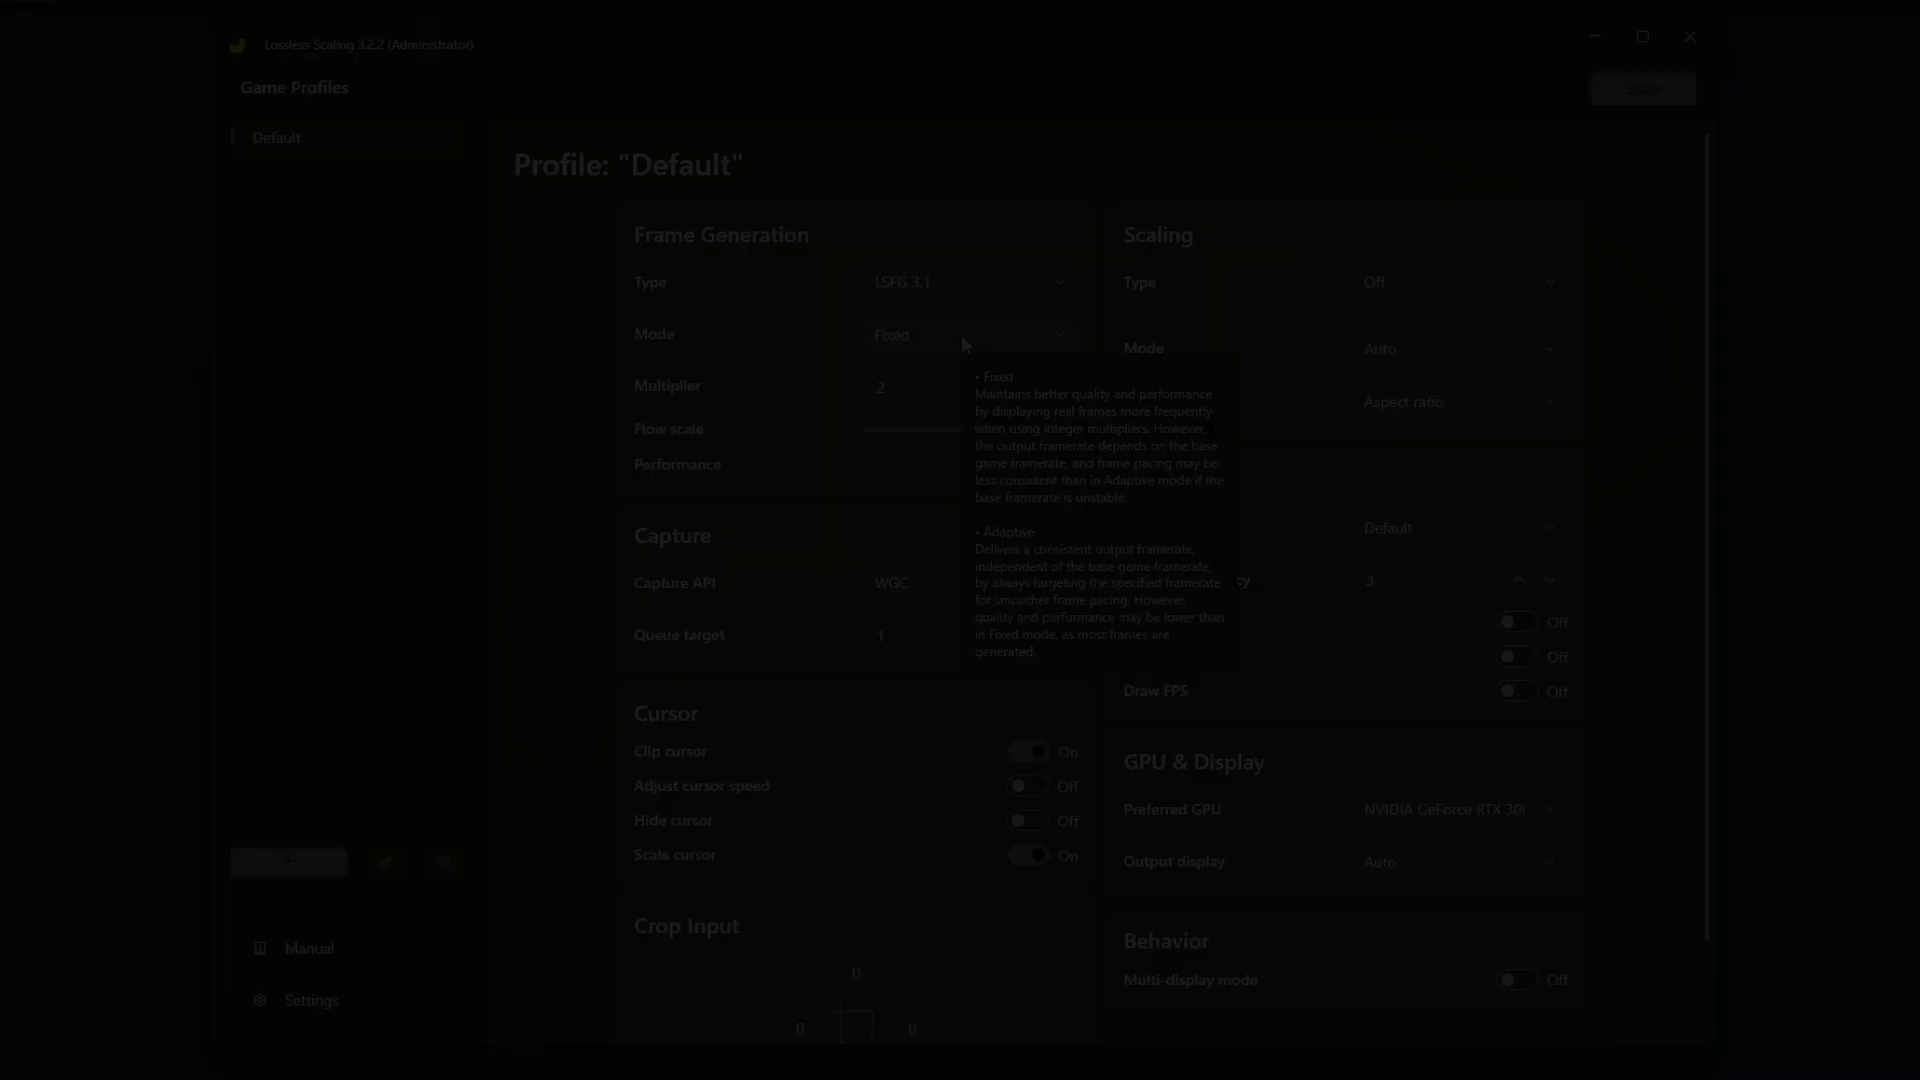 Lossless Scaling 3.2.2 (Administrator)
Game Profiles
Default
Profile: "Default"
Frame Generation
Type
LSFG 3.1
Mode
Fixed
Multiplier
2
Flow scale
Performance
• Fixed
Maintains better quality and performance
by displaying real frames more frequently
when using integer multipliers. However,
the output framerate depends on the base
game framerate, and frame pacing may be
less consistent than in Adaptive mode if the
base framerate is unstable.
• Adaptive
Delivers a consistent output framerate,
independent of the base game framerate,
by always targeting the specified framerate
for smoother frame pacing. However,
quality and performance may be lower than
in Fixed mode, as most frames are
generated.
Capture
Capture API
WGC
Queue target
1
Cursor
Clip cursor
On
Adjust cursor speed
Off
Hide cursor
Off
Scale cursor
On
Crop Input
0
0
0
Scaling
Type
Off
Mode
Auto
Aspect ratio
Default
cy
3
Off
Off
Draw FPS
Off
GPU & Display
Preferred GPU
NVIDIA GeForce RTX 30
Output display
Auto
Behavior
Multi-display mode
Off
Manual
Settings